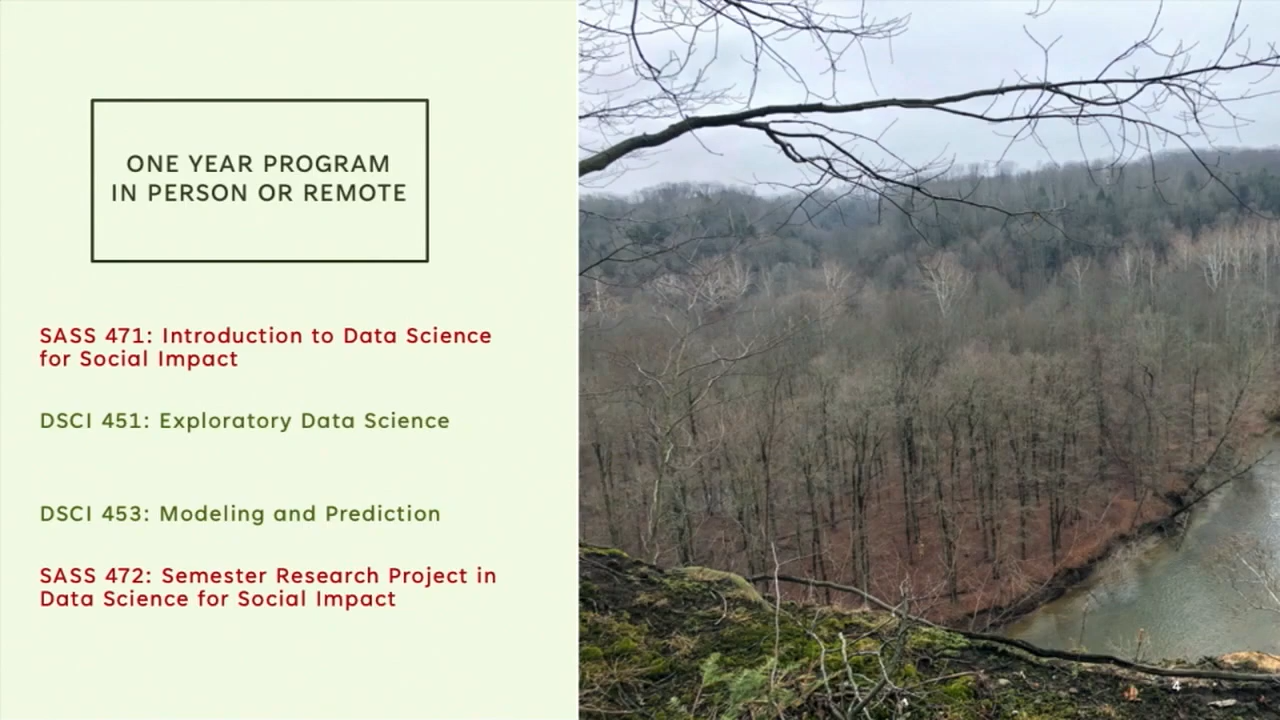 ONE YEAR PROGRAM
IN PERSON OR REMOTE
SASS 471: Introduction to Data Science
for Social Impact
DSCI 451: Exploratory Data Science
DSCI 453: Modeling and Prediction
SASS 472: Semester Research Project in
Data Science for Social Impact
4